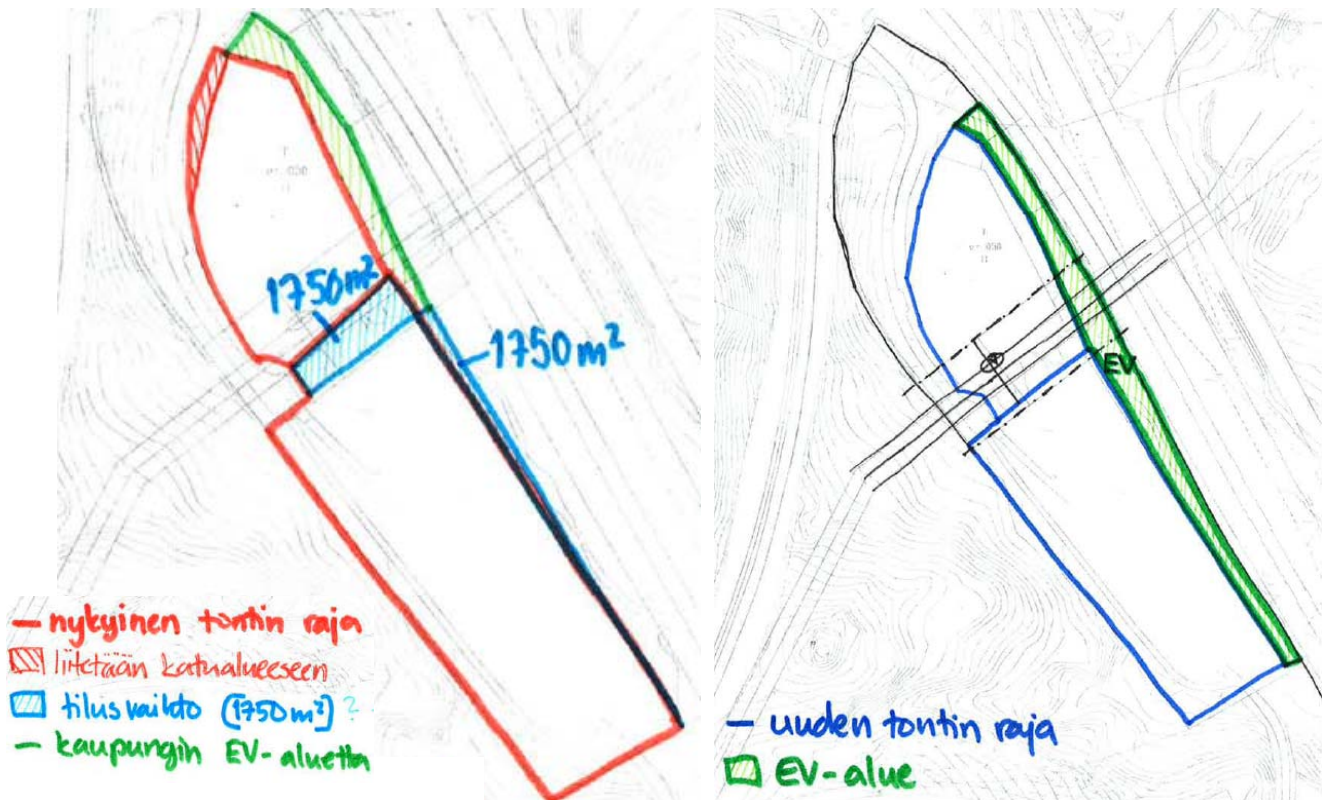 1750m²
1750m²
nykyinen tontin raja
liitetään katualueeseen
tilusvaihto (1750m²)?
kaupungin EV-aluetta
EV
uuden tontin raja
EV-alue